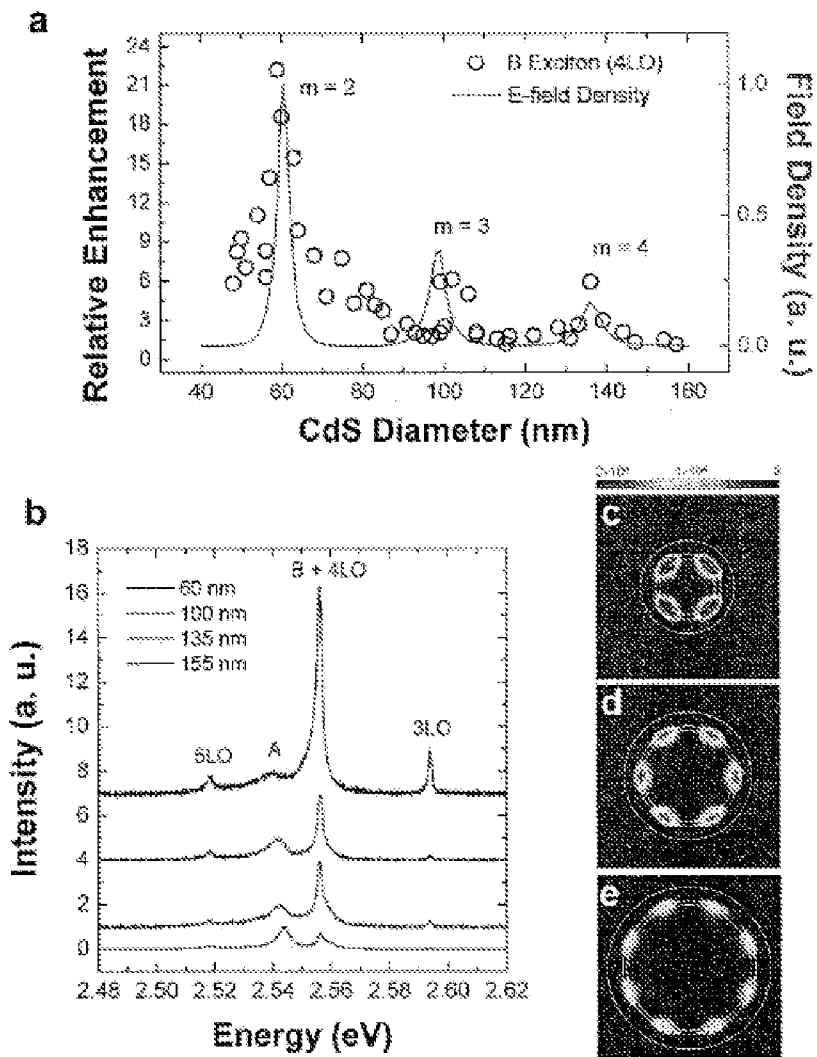 a
24
21
18
15
12
9
6
3
0
Relative Enhancement
B Exciton (4LO)
E-field Density
m = 2
m = 3
m = 4
1.0
0.5
0.0
Field Density (a. u.)
40 60 80 100 120 140 160
CdS Diameter (nm)
b
18
16
14
12
10
8
6
4
2
0
Intensity (a. u.)
60 nm
100 nm
135 nm
155 nm
B + 4LO
5LO
A
3LO
2.48 2.50 2.52 2.54 2.56 2.58 2.60 2.62
Energy (eV)
c
d
e